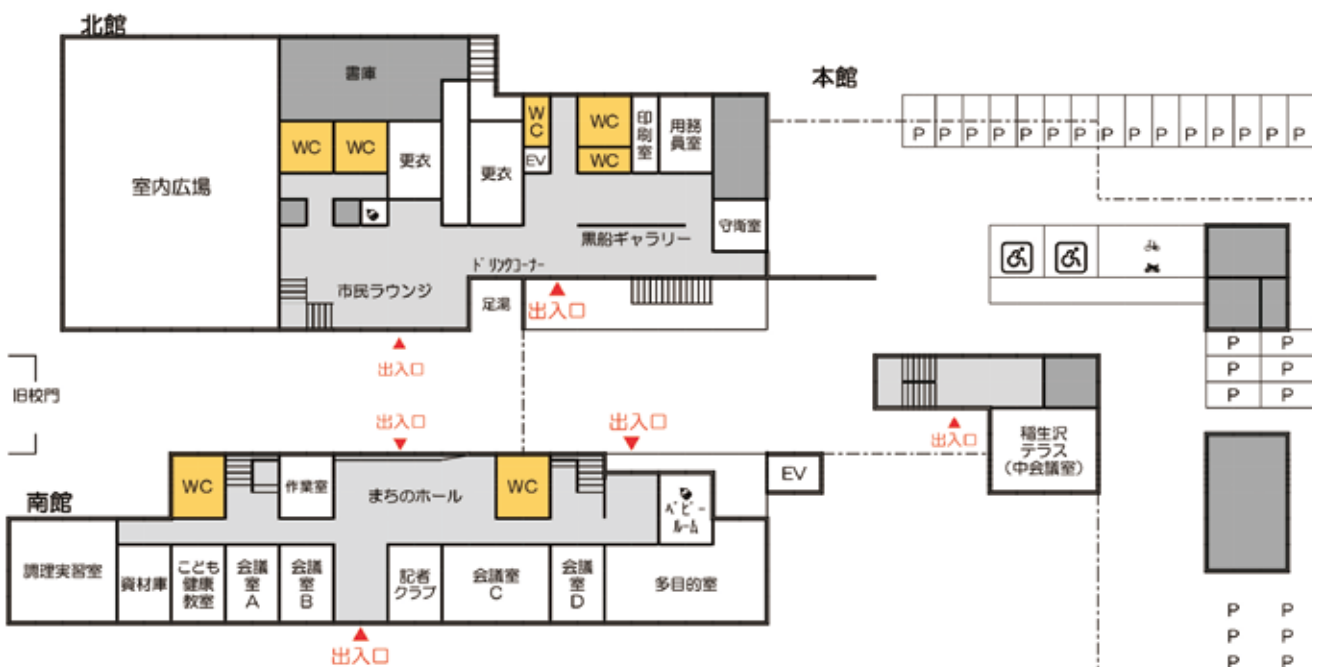 北館
本館
書庫
WC
WC
更衣
更衣
WC
EV
WC
WC
印刷室
用務
員室
室内広場
守衛室
黒船ギャラリー
ドリンクコーナー
市民ラウンジ
足湯
出入口
出入口
P P P P P P P P P P P P P P P
P P
P P
P P
旧校門
出入口
出入口
出入口
稲生沢
テラス
(中会議室)
EV
南館
WC
作業室
まちのホール
WC
ベビー
ルーム
調理実習室
資材庫
こども
健康
教室
会議
室
A
会議
室
B
記者
クラブ
会議室
C
会議
室
D
多目的室
出入口
P P
P P
P P